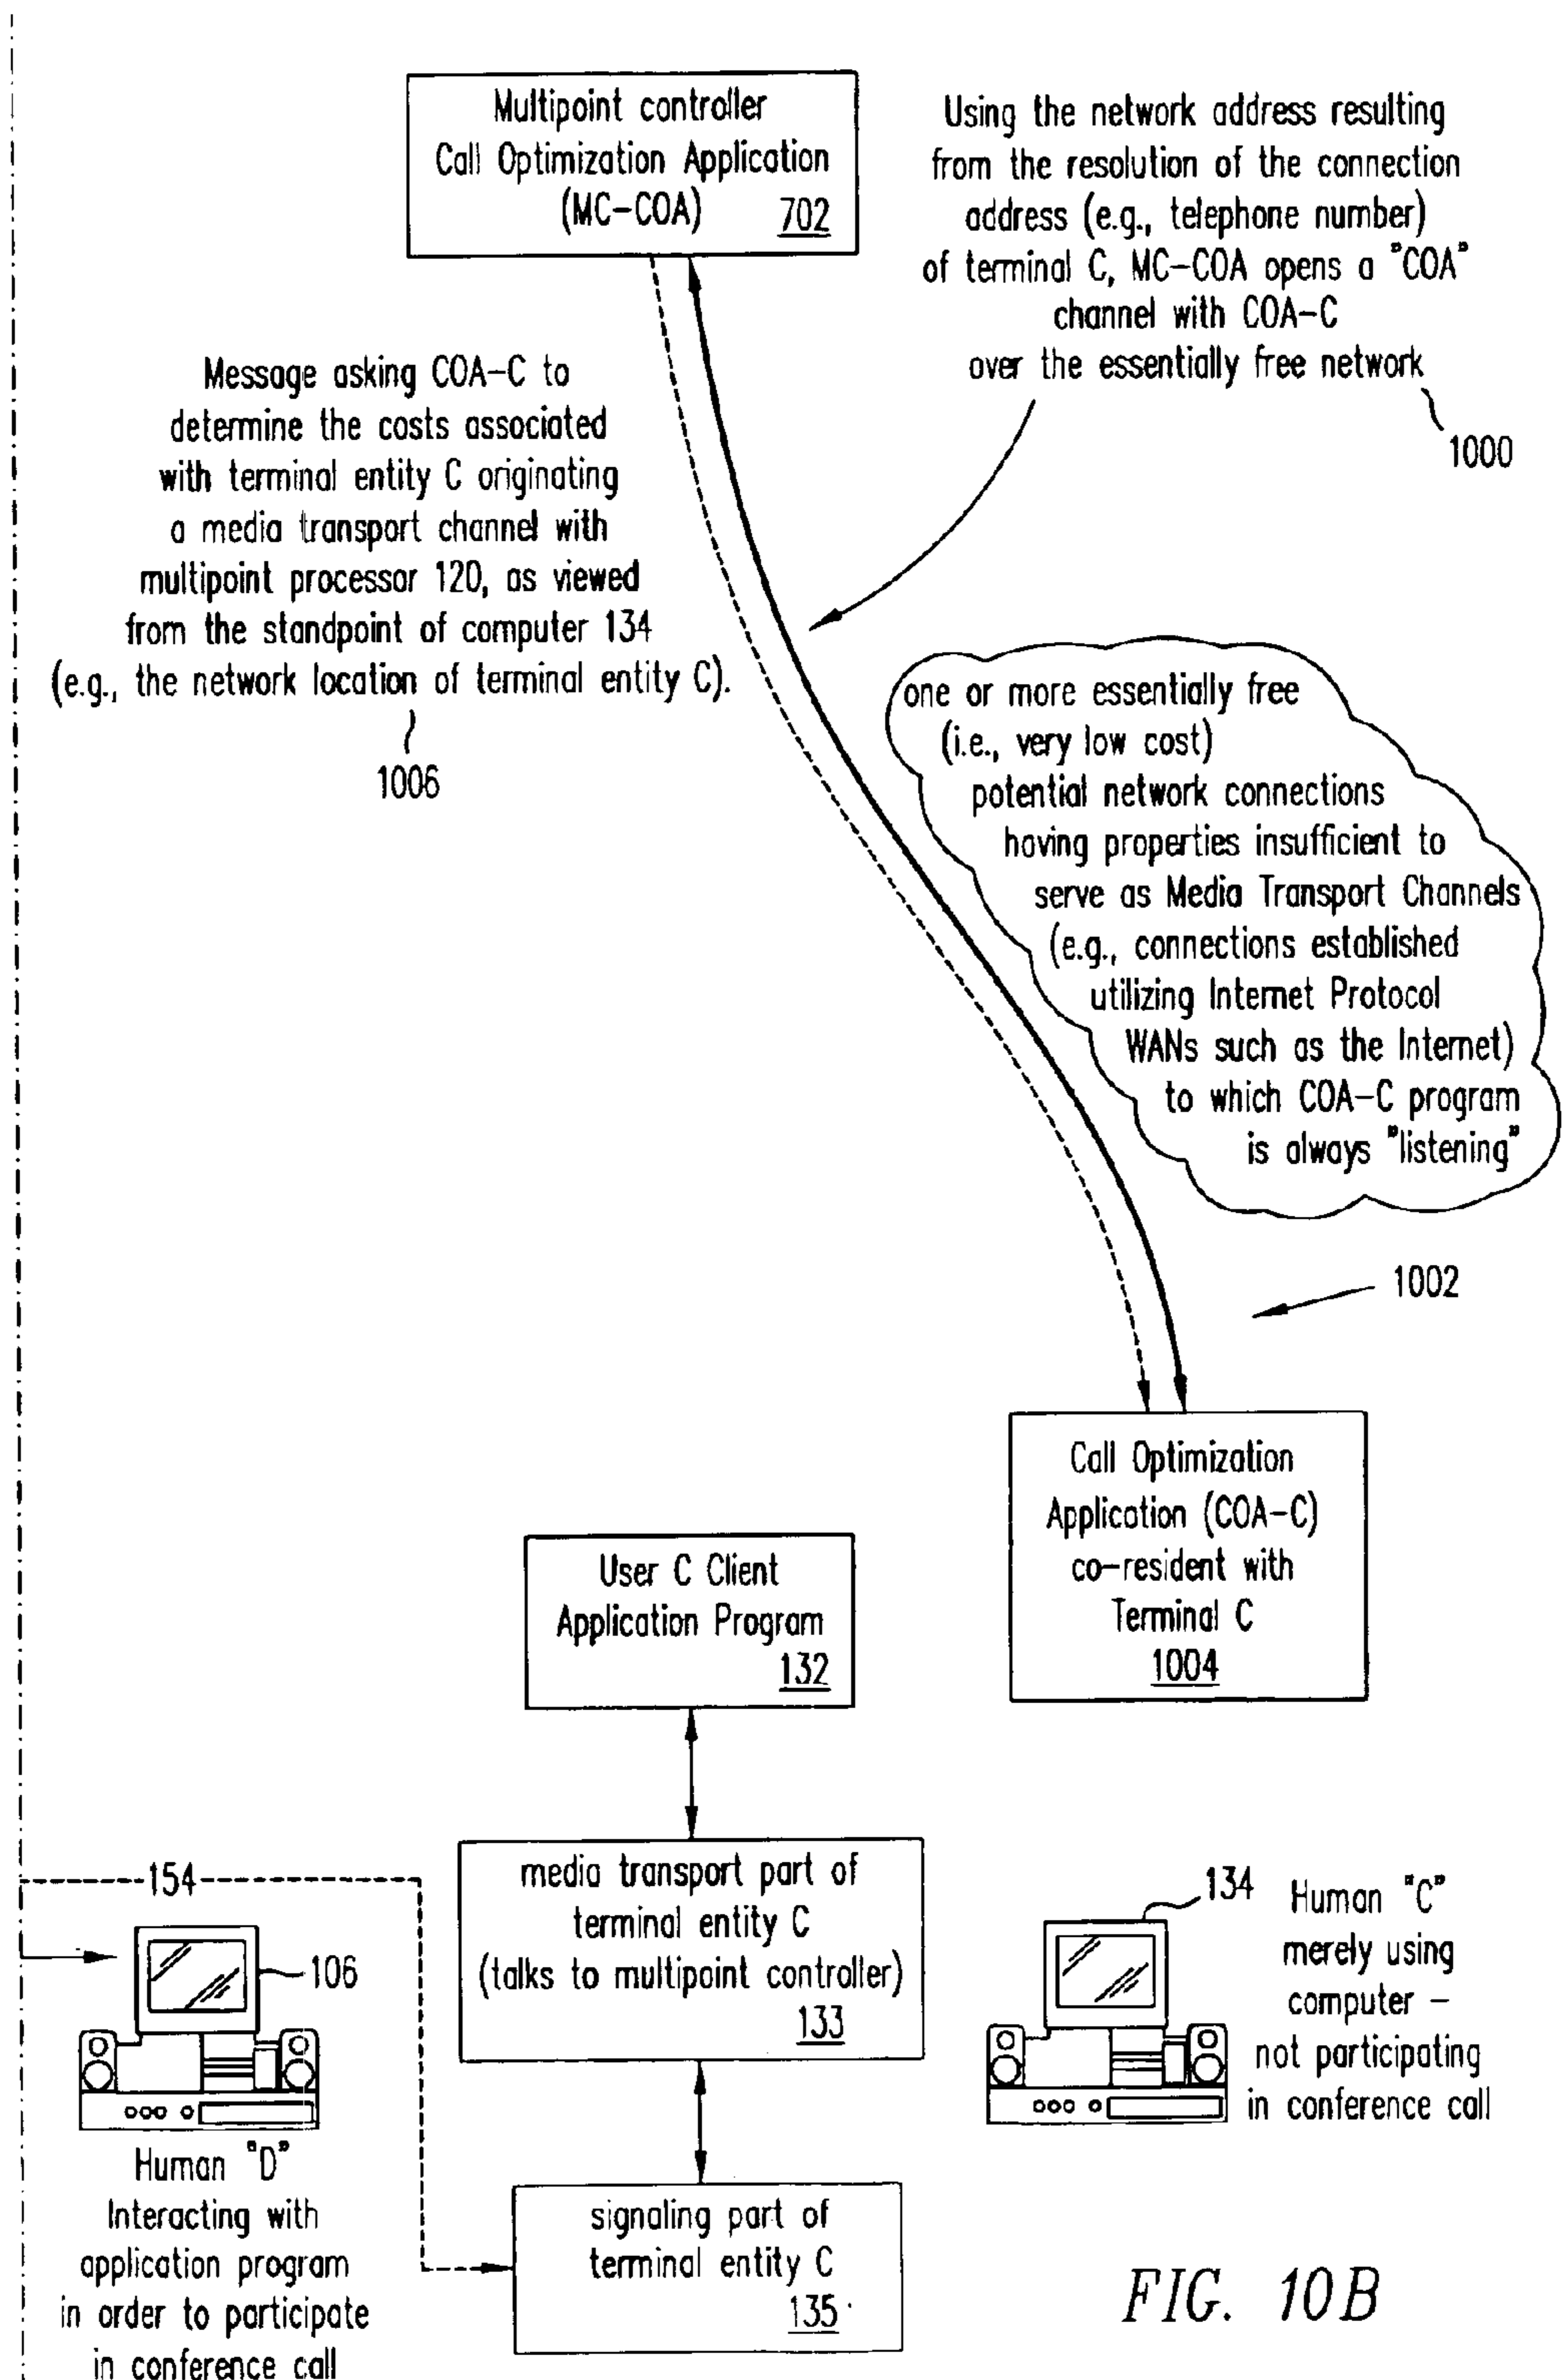 Multipoint controller
Call Optimization Application
(MC-COA) 702
Using the network address resulting
from the resolution of the connection
address (e.g., telephone number)
of terminal C, MC-COA opens a "COA"
channel with COA-C
over the essentially free network
1000
Message asking COA-C to
determine the costs associated
with terminal entity C originating
a media transport channel with
multipoint processor 120, as viewed
from the standpoint of computer 134
(e.g., the network location of terminal entity C).
1006
one or more essentially free
(i.e., very low cost)
potential network connections
having properties insufficient to
serve as Media Transport Channels
(e.g., connections established
utilizing Internet Protocol
WANs such as the Internet)
to which COA-C program
is always "listening"
1002
Call Optimization
Application (COA-C)
co-resident with
Terminal C
1004
User C Client
Application Program
132
media transport part of
terminal entity C
(talks to multipoint controller)
133
signaling part of
terminal entity C
135
154
106
Human "D"
Interacting with
application program
in order to participate
in conference call
134
Human "C"
merely using
computer -
not participating
in conference call
FIG. 10B